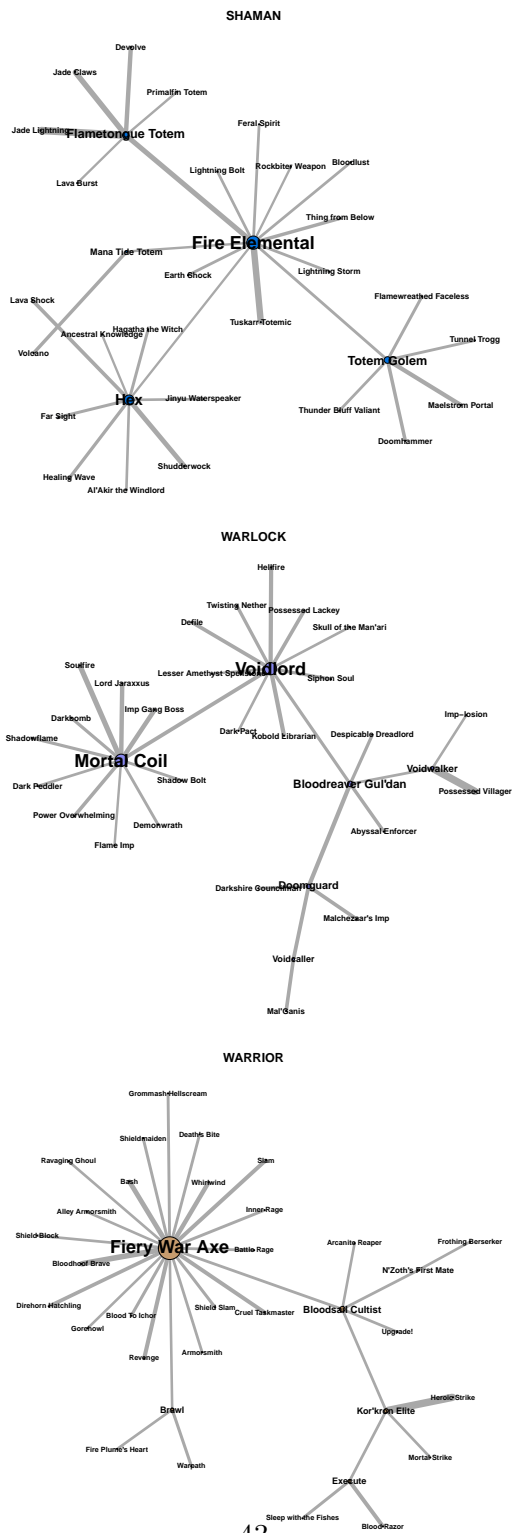 SHAMAN
Devolve
Jade Claws
Primalfin Totem
Feral Spirit
Jade Lightning
Flametongue Totem
Lightning Bolt
Rockbiter Weapon
Bloodlust
Lava Burst
Thing from Below
Fire Elemental
Mana Tide Totem
Earth Shock
Lightning Storm
Lava Shock
Flamewreathed Faceless
Tuskarr Totemic
Ancestral Knowledge
Hagatha the Witch
Tunnel Trogg
Volcano
Totem Golem
Hex
Jinyu Waterspeaker
Far Sight
Thunder Bluff Valiant
Maelstrom Portal
Doomhammer
Shudderwock
Healing Wave
Al'Akir the Windlord
WARLOCK
Hellfire
Twisting Nether
Possessed Lackey
Defile
Skull of the Man'ari
Soulfire
Lesser Amethyst Spellstone
Voidlord
Siphon Soul
Lord Jaraxxus
Imp Gang Boss
Darkbomb
Imp-losion
Dark Pact
Kobold Librarian
Despicable Dreadlord
Shadowflame
Mortal Coil
Voidwalker
Dark Peddler
Shadow Bolt
Bloodreaver Gul'dan
Possessed Villager
Power Overwhelming
Demonwrath
Abyssal Enforcer
Flame Imp
Darkshire Councilman
Doomguard
Malchezaar's Imp
Voidcaller
Mal'Ganis
WARRIOR
Grommash Hellscream
Shieldmaiden
Death's Bite
Ravaging Ghoul
Slam
Bash
Whirlwind
Alley Armorsmith
Inner Rage
Shield Block
Fiery War Axe
Battle Rage
Arcanite Reaper
Frothing Berserker
Bloodhoof Brave
N'Zoth's First Mate
Direhorn Hatchling
Blood To Ichor
Shield Slam
Cruel Taskmaster
Bloodsail Cultist
Gorehowl
Upgrade!
Revenge
Armorsmith
Heroic Strike
Brawl
Kor'kron Elite
Fire Plume's Heart
Warpath
Mortal Strike
Execute
Sleep with the Fishes
Blood Razor